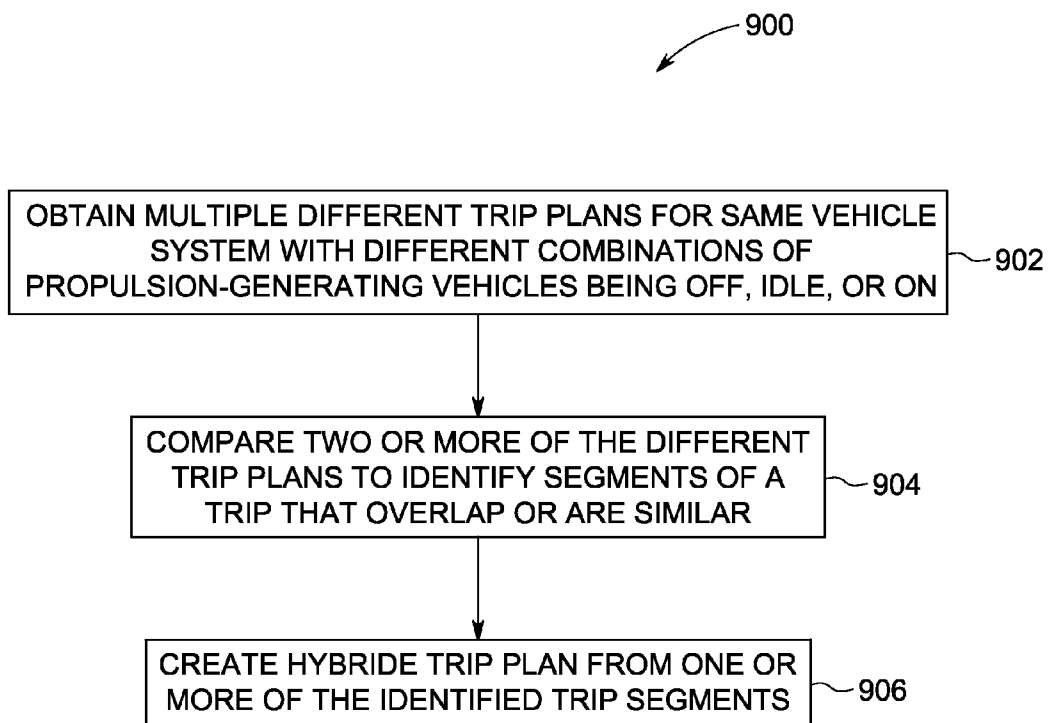 900
OBTAIN MULTIPLE DIFFERENT TRIP PLANS FOR SAME VEHICLE
SYSTEM WITH DIFFERENT COMBINATIONS OF
PROPULSION-GENERATING VEHICLES BEING OFF, IDLE, OR ON
902
COMPARE TWO OR MORE OF THE DIFFERENT
TRIP PLANS TO IDENTIFY SEGMENTS OF A
TRIP THAT OVERLAP OR ARE SIMILAR
904
CREATE HYBRIDE TRIP PLAN FROM ONE OR
MORE OF THE IDENTIFIED TRIP SEGMENTS
906